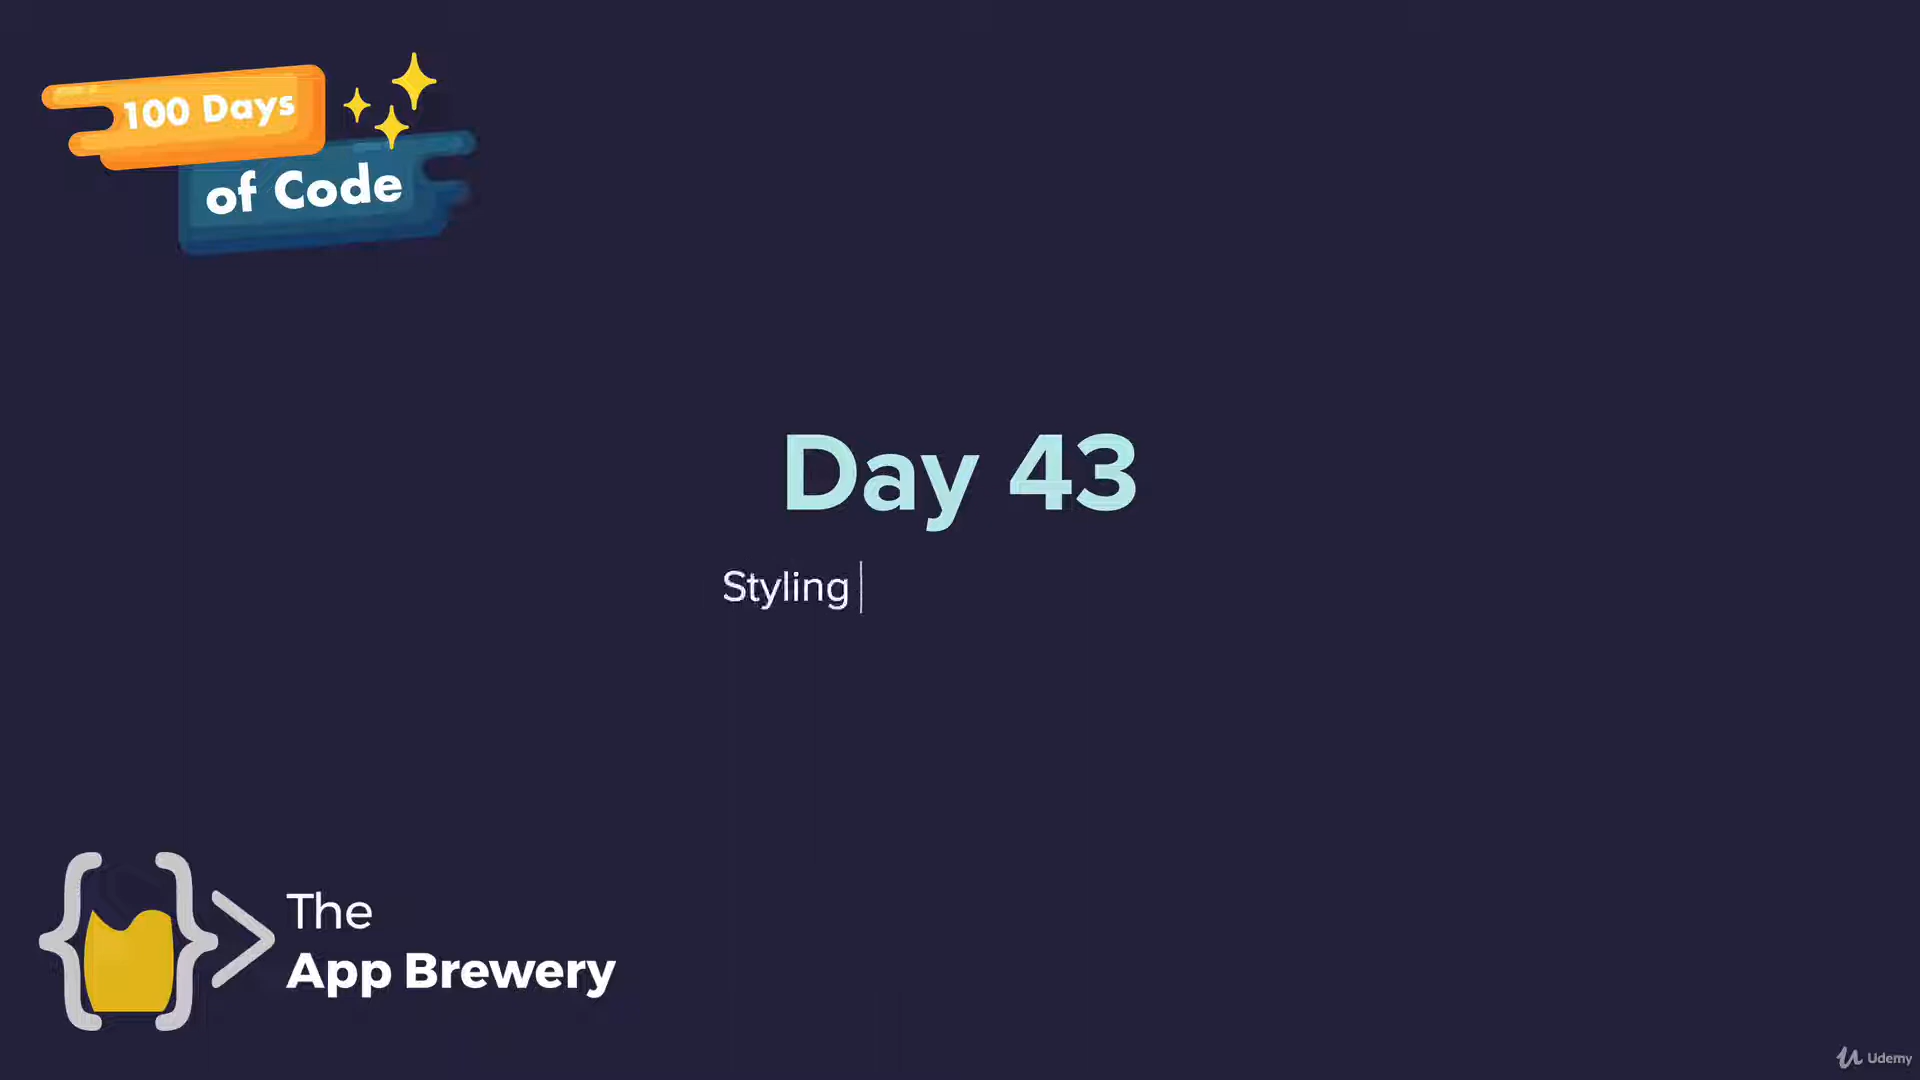 100 Days
of Code
Day 43
Styling
The
App Brewery
Udemy